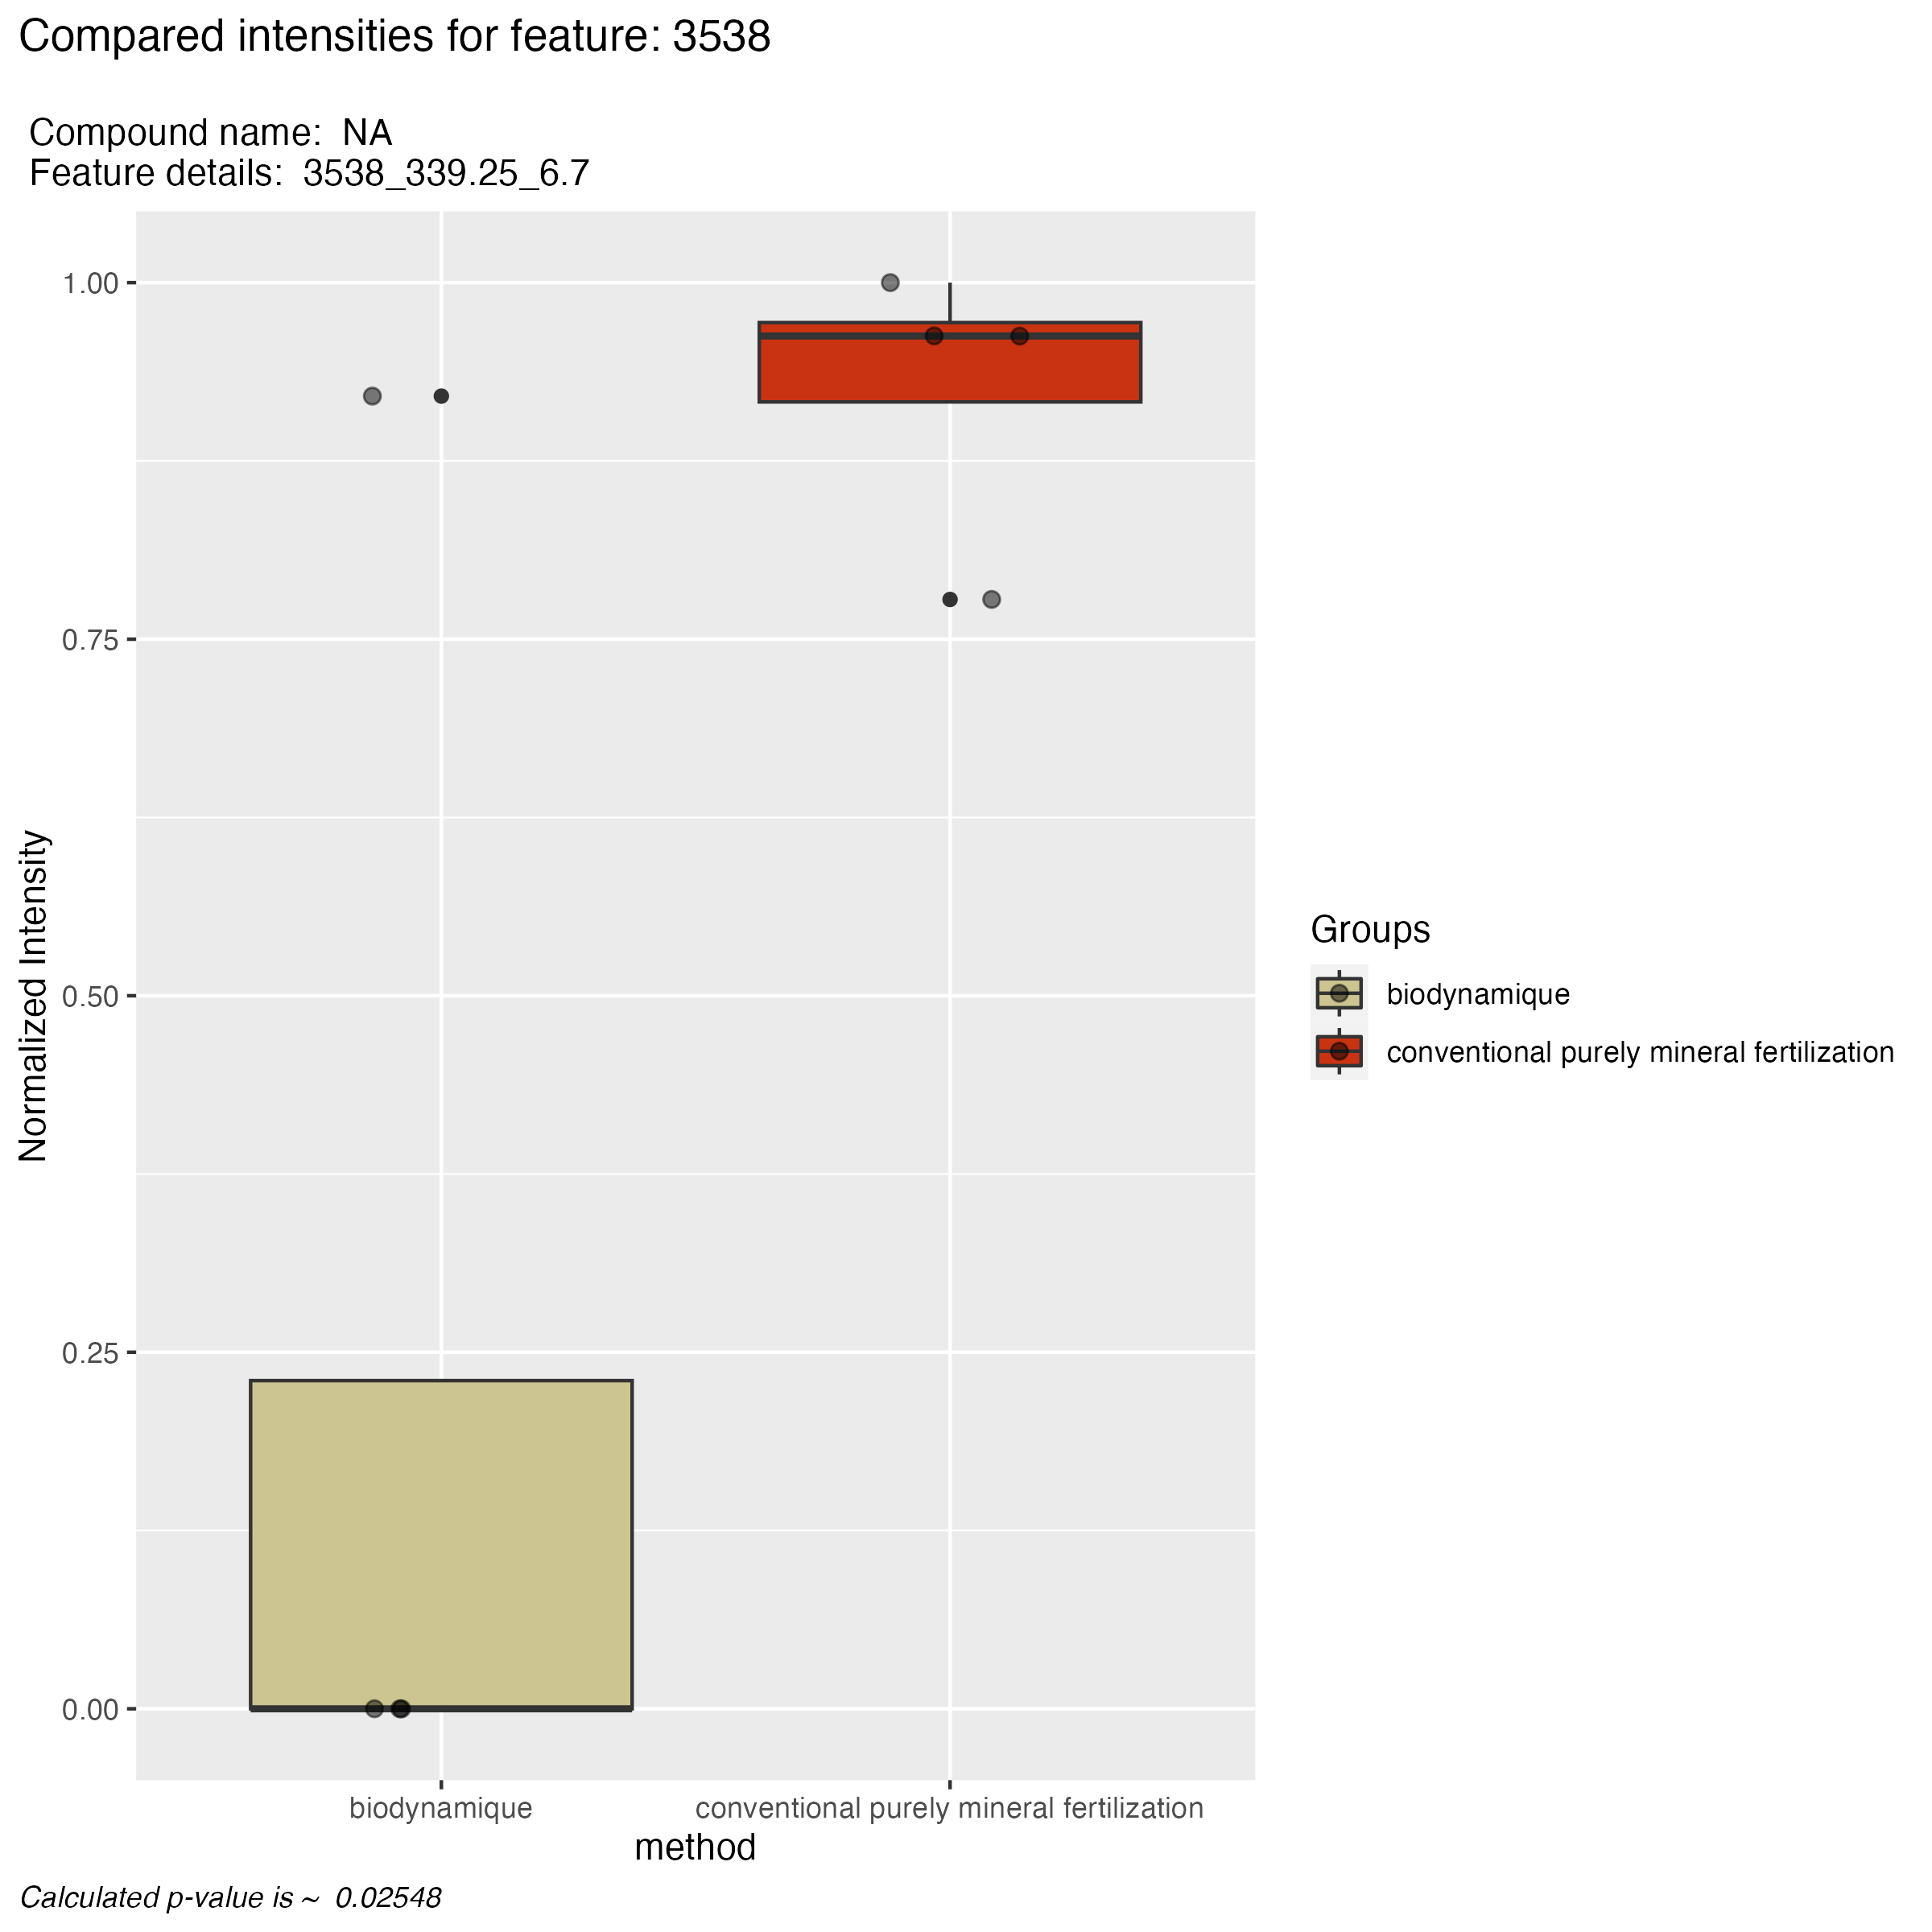 Compared intensities for feature: 3538
Compound name: NA
Feature details: 3538_339.25_6.7
1.00
0.75
0.50
0.25
0.00
Normalized Intensity
biodynamique
conventional purely mineral fertilization
method
Groups
biodynamique
conventional purely mineral fertilization
Calculated p-value is ~ 0.02548